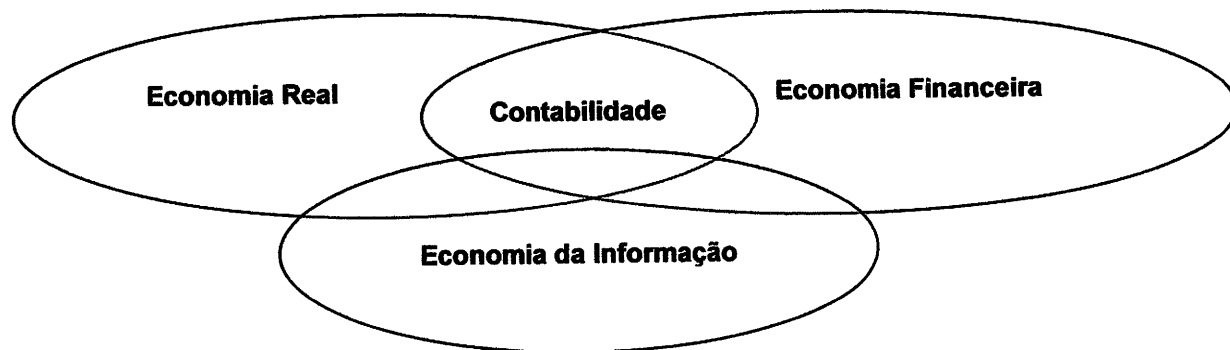 Economia Real
Contabilidade
Economia Financeira
Economia da Informação